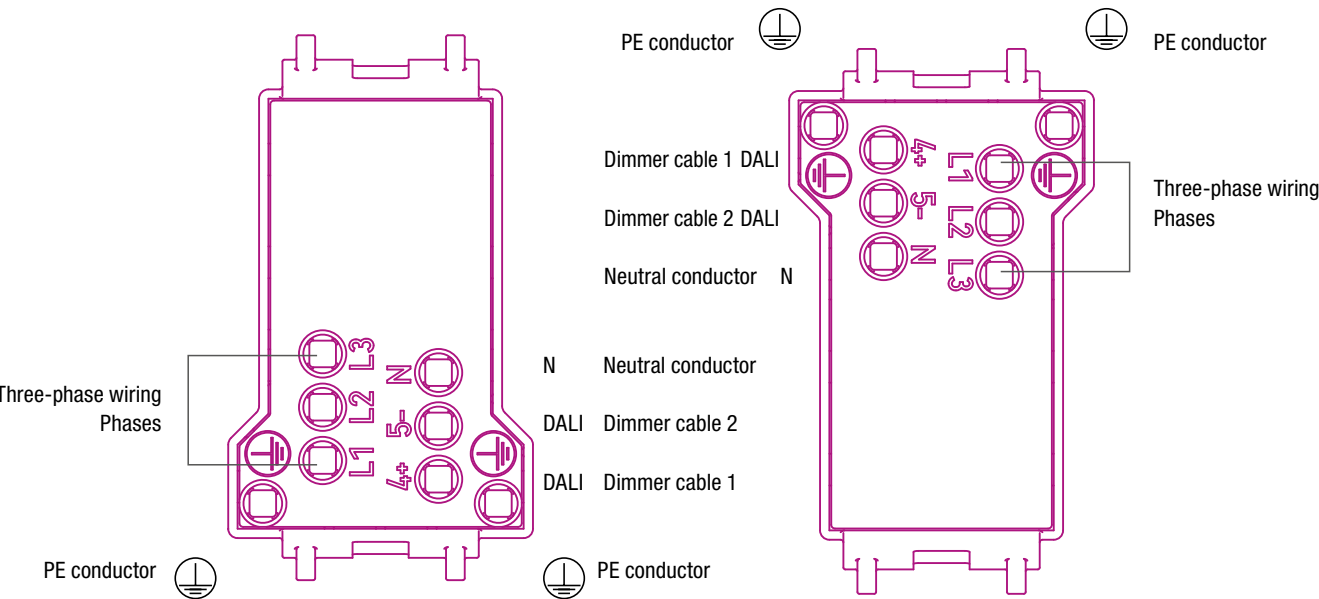 PE conductor
PE conductor
Dimmer cable 1 DALI
4+
L1
Three-phase wiring
Phases
Dimmer cable 2 DALI
5-
L2
Neutral conductor N
N
L3
L3
N
N Neutral conductor
Three-phase wiring
Phases
L2
5-
DALI Dimmer cable 2
L1
4+
DALI Dimmer cable 1
PE conductor
PE conductor